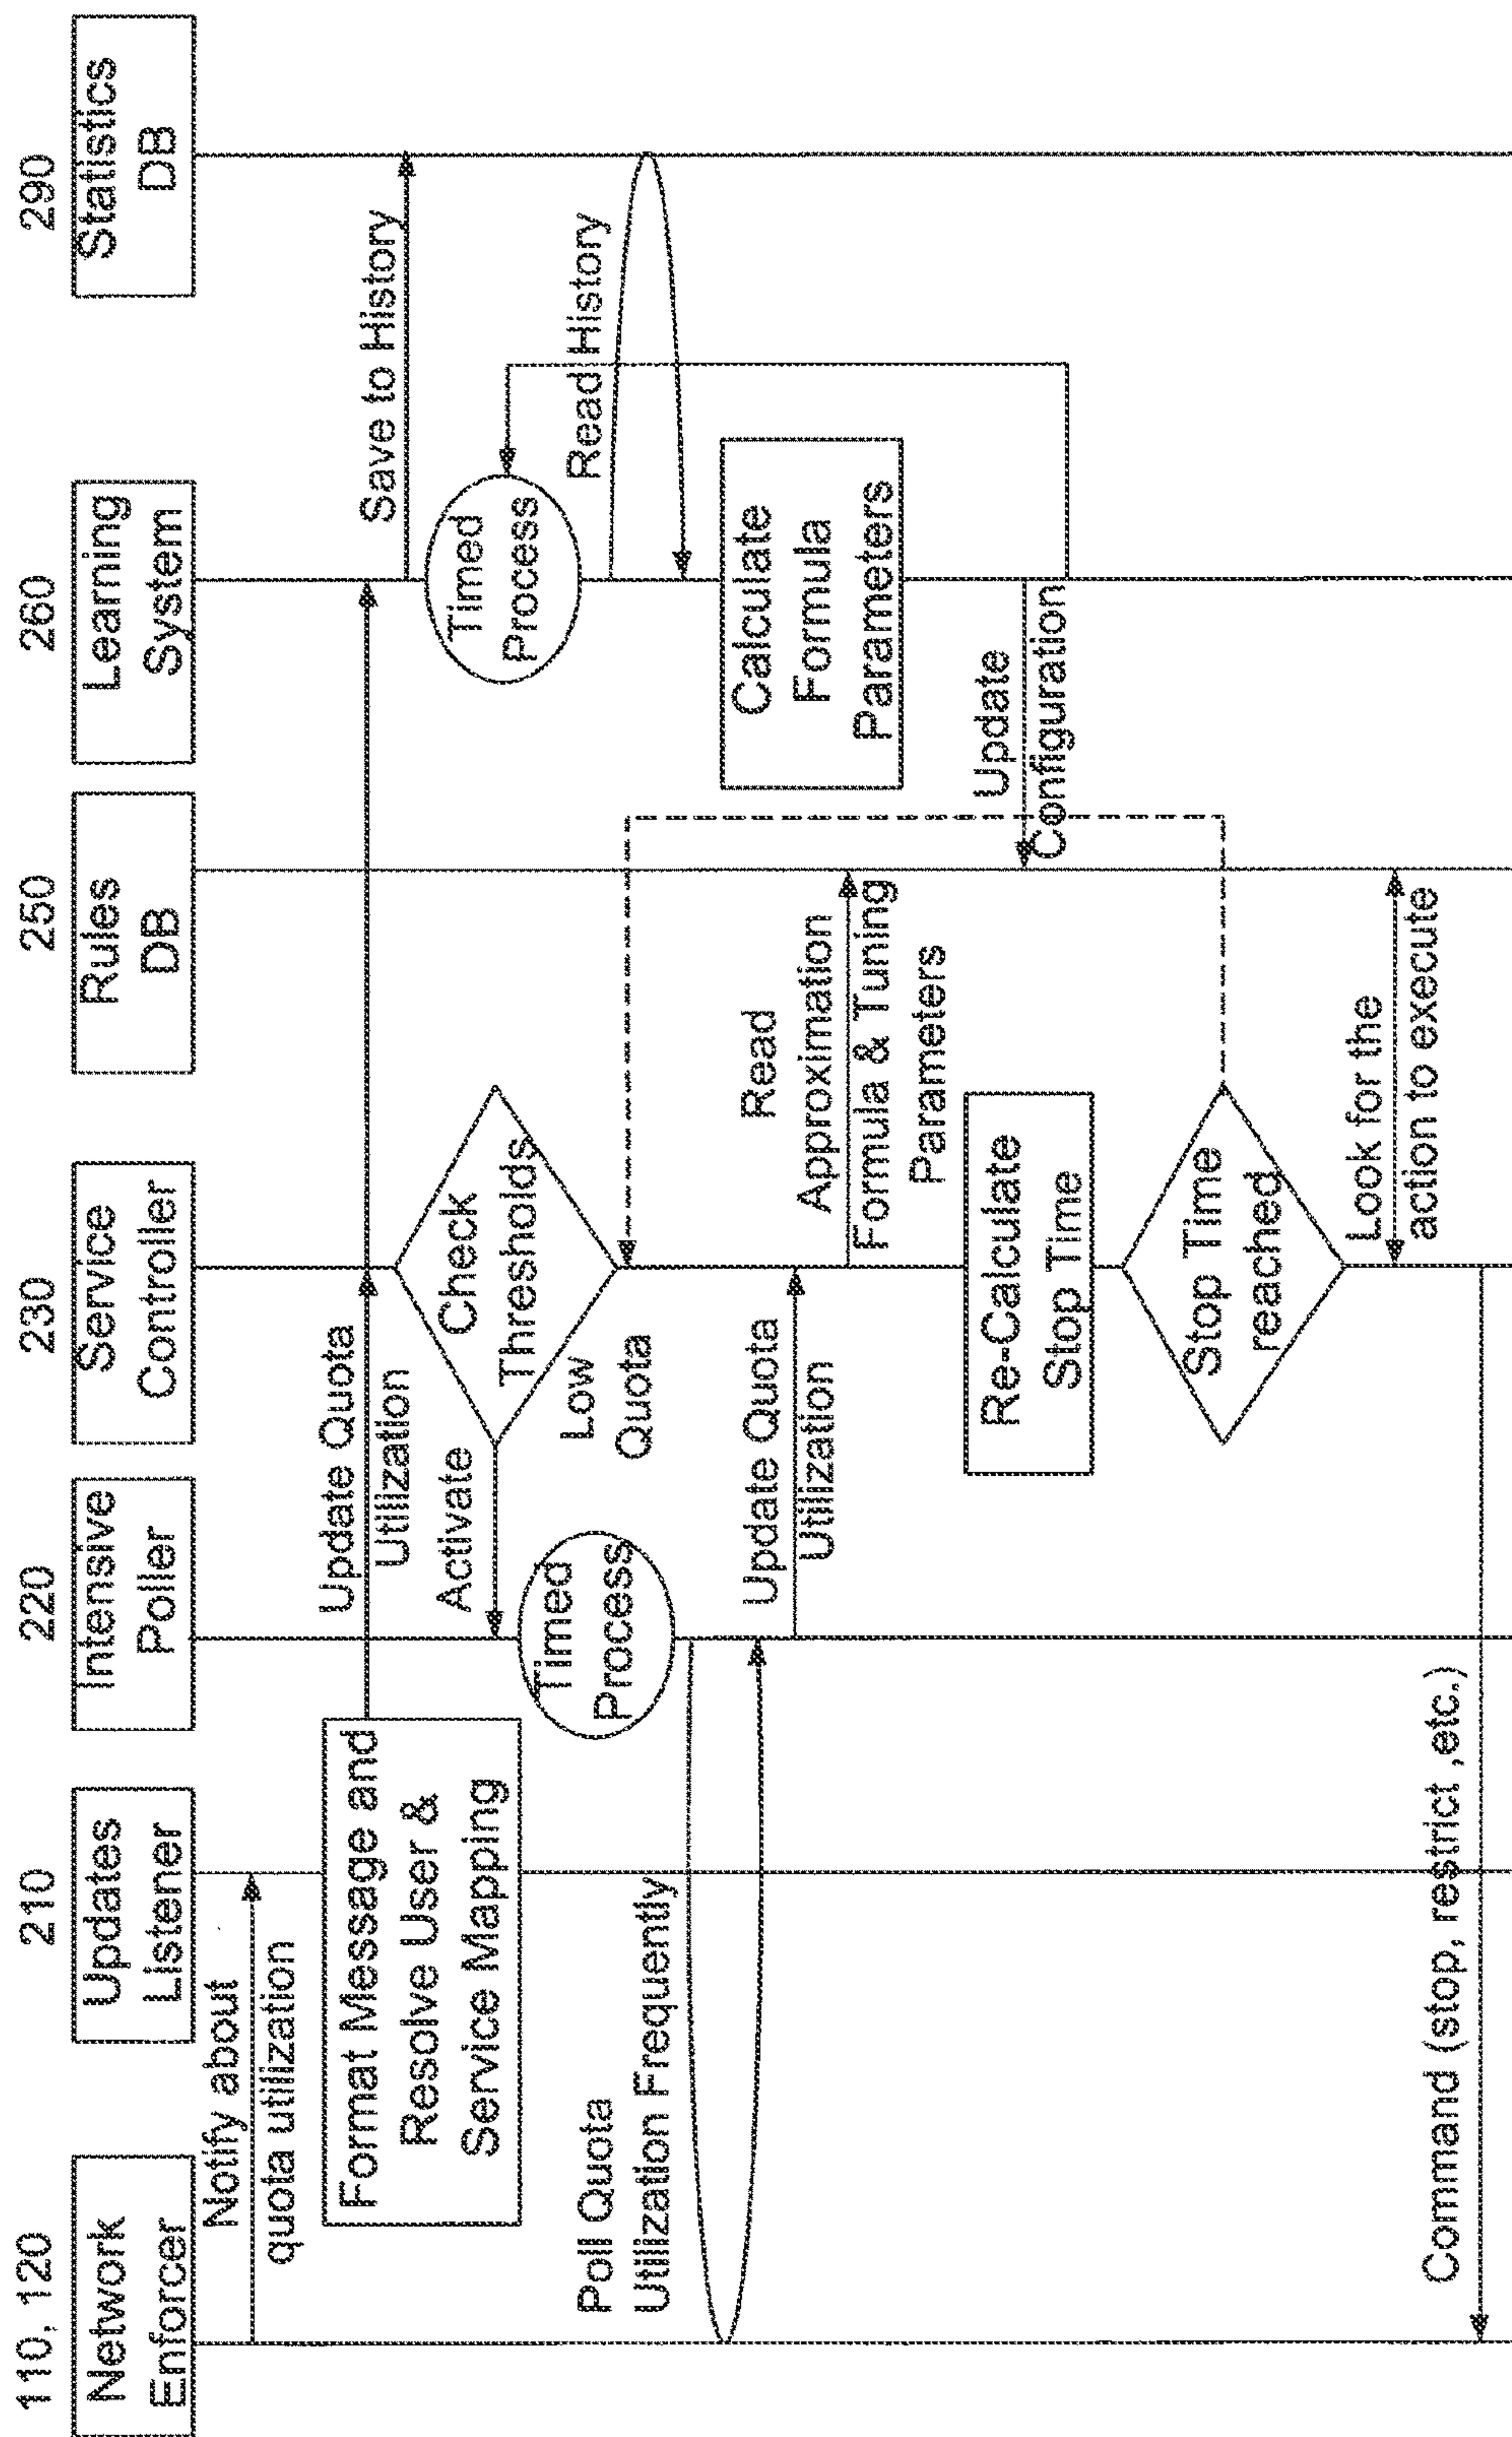 110, 120
Network
Enforcer
210
Updates
Listener
220
Intensive
Poller
230
Service
Controller
250
Rules
DB
260
Learning
System
290
Statistics
DB
Notify about
quota utilization
Format Message and
Resolve User &
Service Mapping
Update Quota
Utilization
Save to History
Activate
Check
Thresholds
Low
Quota
Timed
Process
Timed
Process
Read History
Poll Quota
Utilization Frequently
Update Quota
Utilization
Read
Approximation
Formula & Tuning
Parameters
Calculate
Formula
Parameters
Re-Calculate
Stop Time
Update
Configuration
Stop Time
reached
Look for the
action to execute
Command (stop, restrict ,etc.)